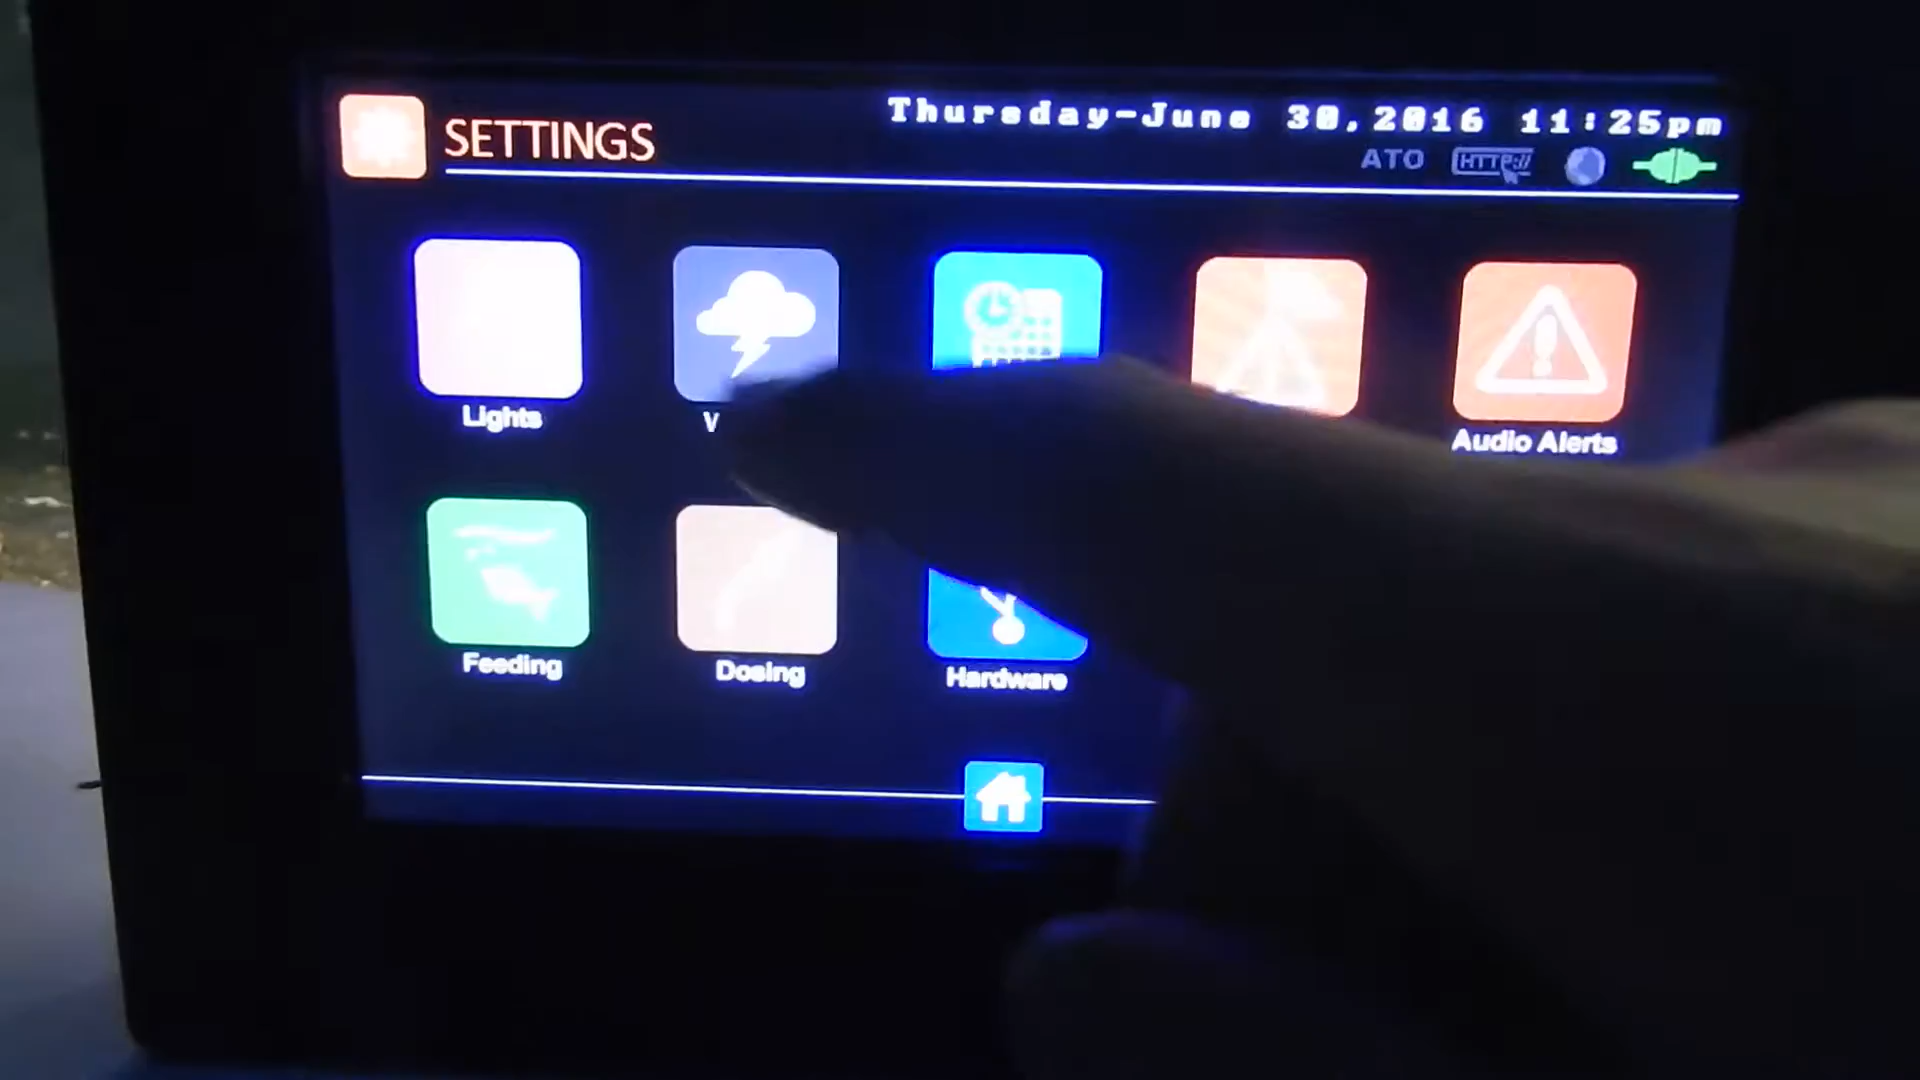 Thursday-June 30,2016 11:25pm
SETTINGS
ATO
HTTP://
Lights
Audio Alerts
Feeding
Dosing
Hardware